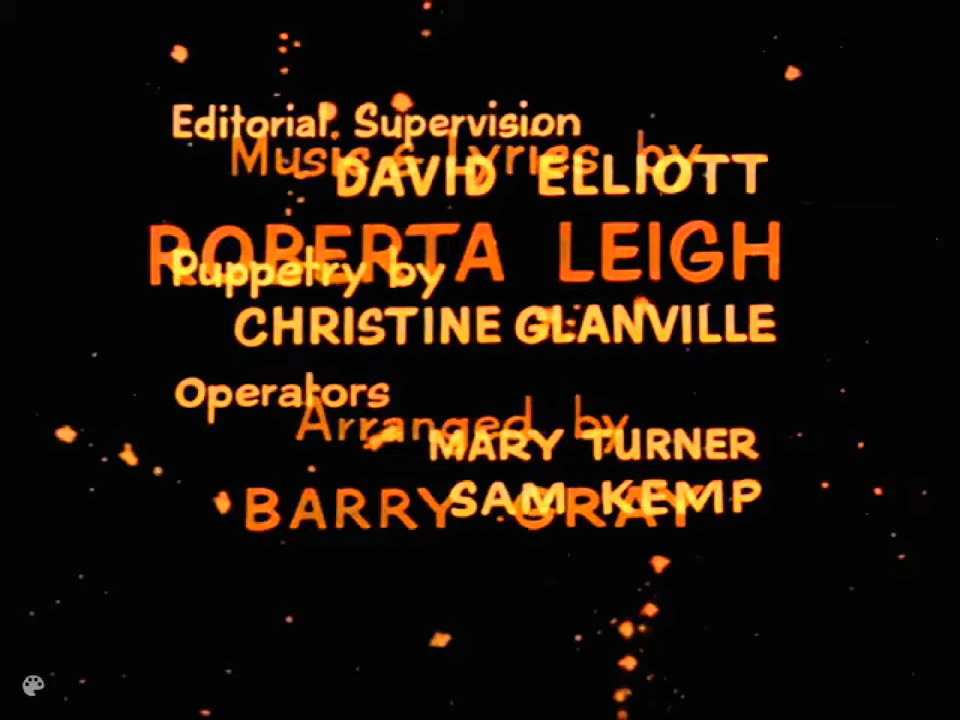 Editorial Supervision
Music & Lyrics by
DAVID ELLIOTT
ROBERTA LEIGH
Puppetry by
CHRISTINE GLANVILLE
Operators
Arranged by
MARY TURNER
SAM KEMP
BARRY GRAY